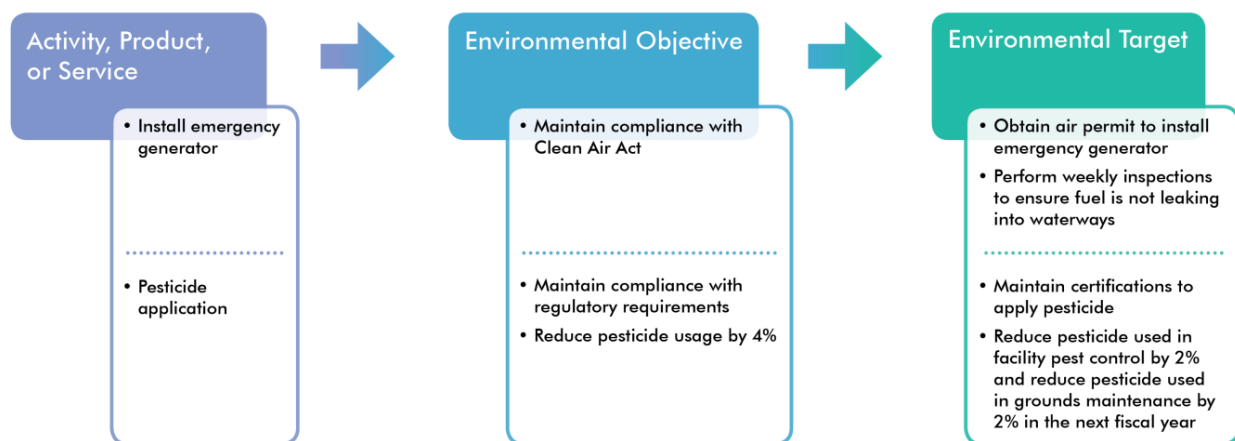 Activity, Product,
or Service
• Install emergency
generator
• Pesticide
application
Environmental Objective
• Maintain compliance with
Clean Air Act
• Maintain compliance with
regulatory requirements
• Reduce pesticide usage by 4%
Environmental Target
• Obtain air permit to install
emergency generator
• Perform weekly inspections
to ensure fuel is not leaking
into waterways
• Maintain certifications to
apply pesticide
• Reduce pesticide used in
facility pest control by 2%
and reduce pesticide used
in grounds maintenance by
2% in the next fiscal year